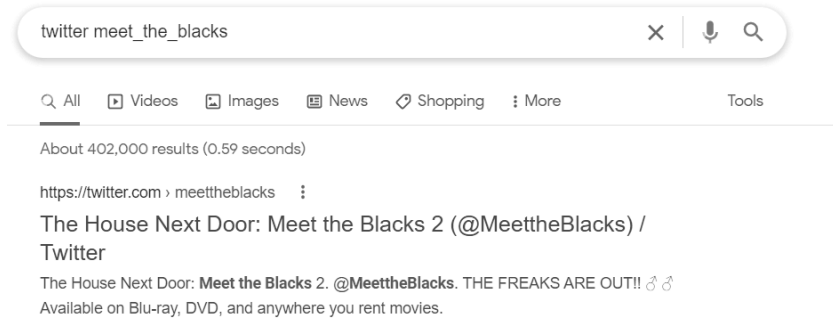 twitter meet_the_blacks
All Videos Images News Shopping More Tools
About 402,000 results (0.59 seconds)
https://twitter.com › meettheblacks
The House Next Door: Meet the Blacks 2 (@MeettheBlacks) /
Twitter
The House Next Door: Meet the Blacks 2. @MeettheBlacks. THE FREAKS ARE OUT!! ♂ ♂
Available on Blu-ray, DVD, and anywhere you rent movies.